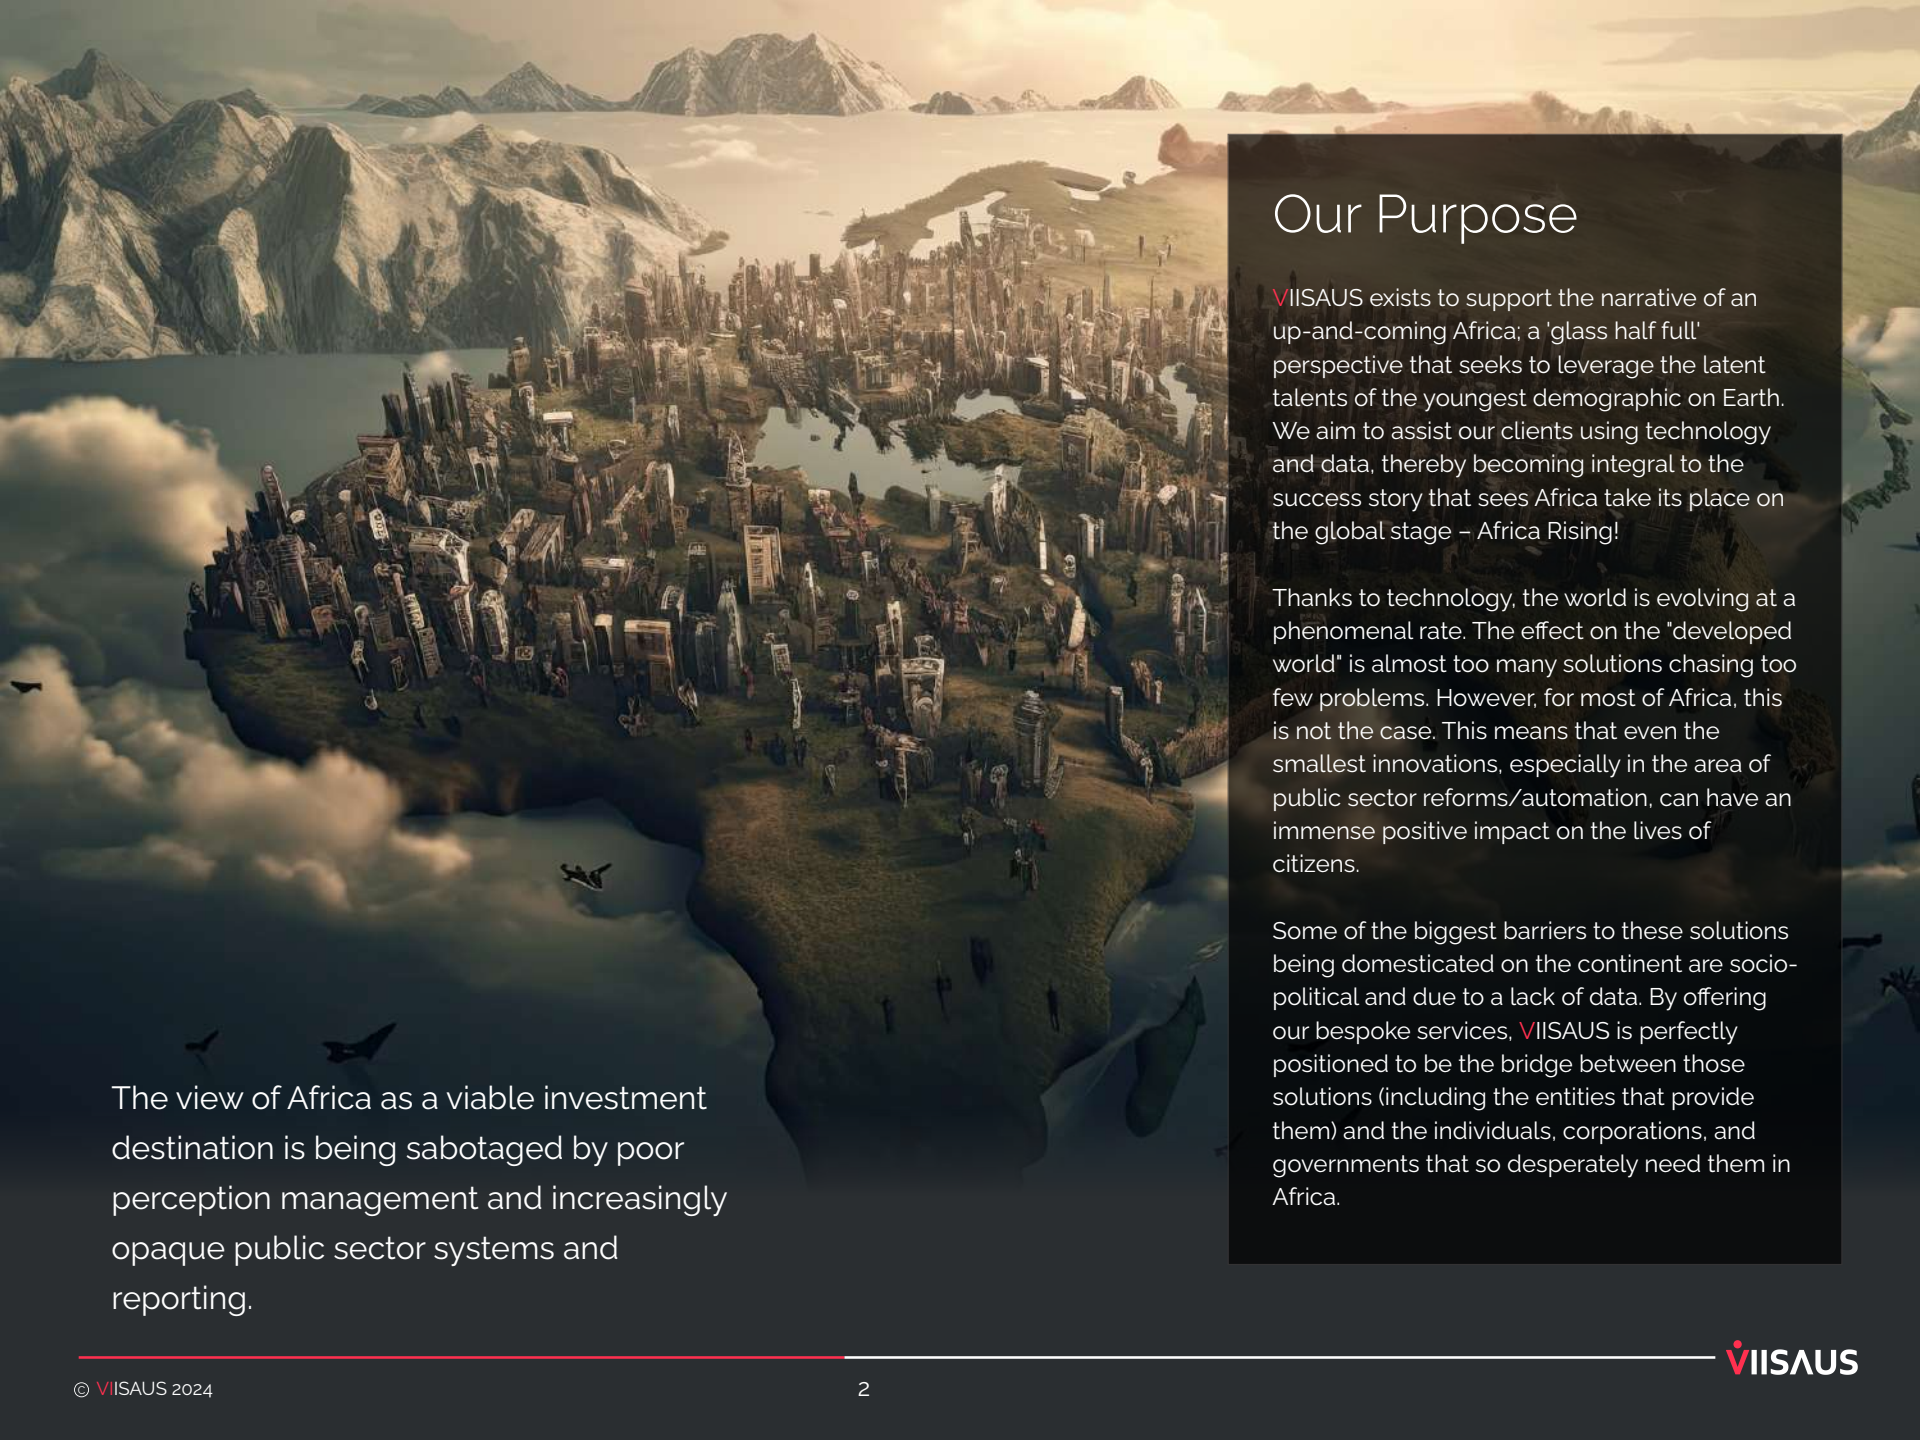 Our Purpose
VIISAUS exists to support the narrative of an
up-and-coming Africa; a 'glass half full'
perspective that seeks to leverage the latent
talents of the youngest demographic on Earth.
We aim to assist our clients using technology
and data, thereby becoming integral to the
success story that sees Africa take its place on
the global stage – Africa Rising!
Thanks to technology, the world is evolving at a
phenomenal rate. The effect on the "developed
world" is almost too many solutions chasing too
few problems. However, for most of Africa, this
is not the case. This means that even the
smallest innovations, especially in the area of
public sector reforms/automation, can have an
immense positive impact on the lives of
citizens.
Some of the biggest barriers to these solutions
being domesticated on the continent are socio-
political and due to a lack of data. By offering
our bespoke services, VIISAUS is perfectly
positioned to be the bridge between those
solutions (including the entities that provide
them) and the individuals, corporations, and
governments that so desperately need them in
Africa.
The view of Africa as a viable investment
destination is being sabotaged by poor
perception management and increasingly
opaque public sector systems and
reporting.
VIISAUS
© VIISAUS 2024
2